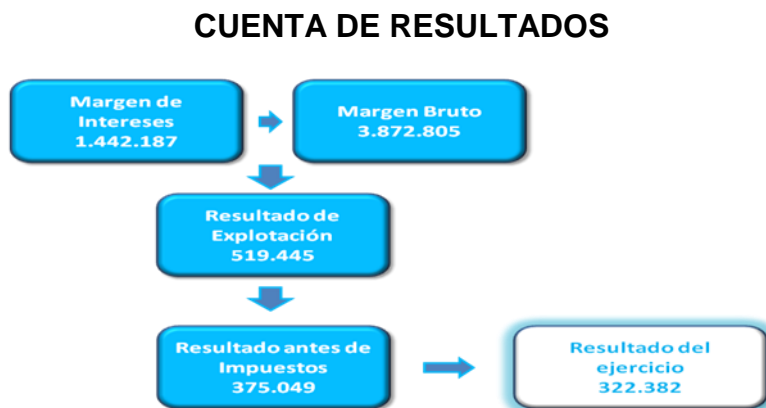 CUENTA DE RESULTADOS
Margen de
Intereses
1.442.187
Margen Bruto
3.872.805
Resultado de
Explotación
519.445
Resultado antes de
Impuestos
375.049
Resultado del
ejercicio
322.382